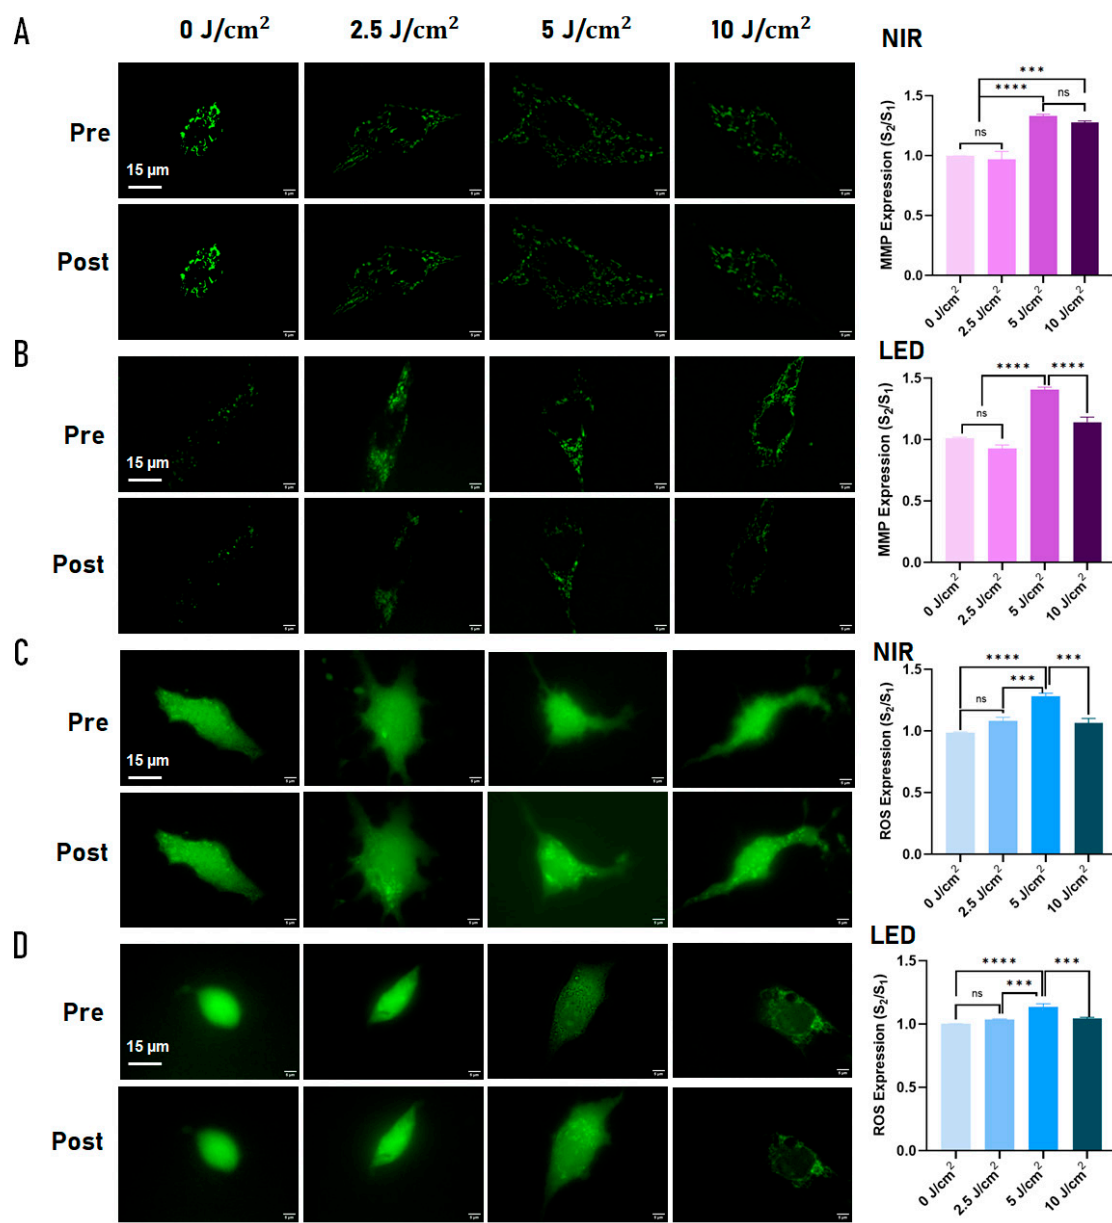 A
0 J/cm²
2.5 J/cm²
5 J/cm²
10 J/cm²
Pre
15 μm
Post
NIR
MMP Expression (S₂/S₁)
1.5
1.0
0.5
0.0
ns
****
***
ns
0 J/cm²
2.5 J/cm²
5 J/cm²
10 J/cm²
B
Pre
15 μm
Post
LED
MMP Expression (S₂/S₁)
1.5
1.0
0.5
0.0
ns
****
****
0 J/cm²
2.5 J/cm²
5 J/cm²
10 J/cm²
C
Pre
15 μm
Post
NIR
ROS Expression (S₂/S₁)
1.5
1.0
0.5
0.0
ns
****
***
***
0 J/cm²
2.5 J/cm²
5 J/cm²
10 J/cm²
D
Pre
15 μm
Post
LED
ROS Expression (S₂/S₁)
1.5
1.0
0.5
0.0
ns
****
***
***
0 J/cm²
2.5 J/cm²
5 J/cm²
10 J/cm²